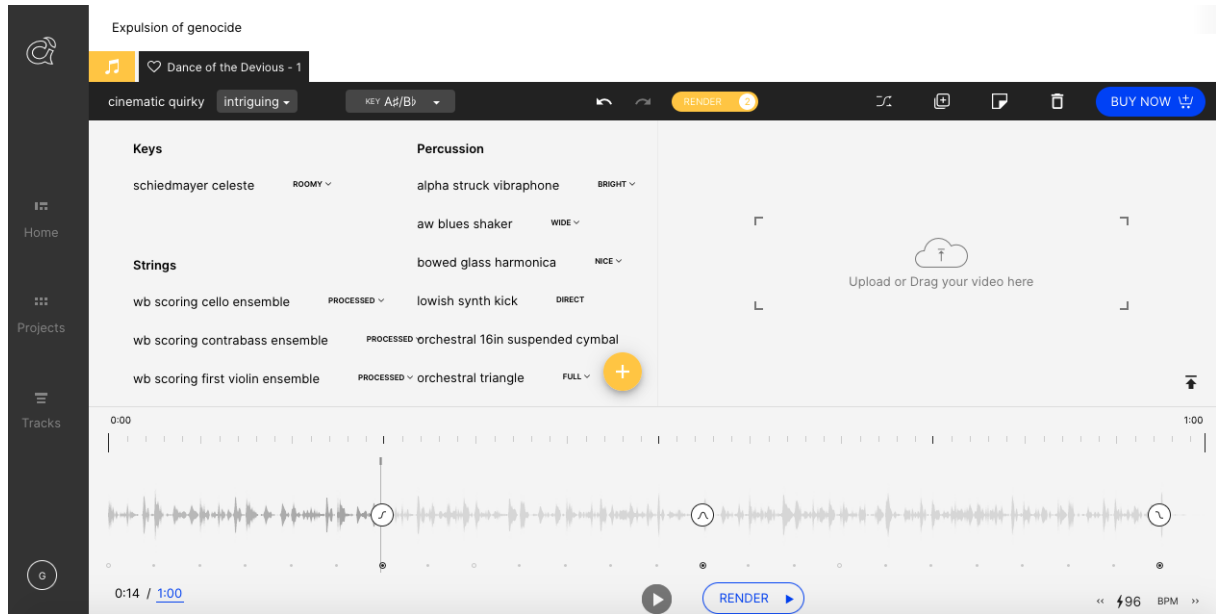 Expulsion of genocide
Dance of the Devious - 1
cinematic quirky intriguing KEY A♯/B♭ RENDER 2 BUY NOW
Keys
schiedmayer celeste ROOMY
Strings
wb scoring cello ensemble PROCESSED
wb scoring contrabass ensemble PROCESSED
wb scoring first violin ensemble PROCESSED
Percussion
alpha struck vibraphone BRIGHT
aw blues shaker WIDE
bowed glass harmonica NICE
lowish synth kick DIRECT
orchestral 16in suspended cymbal
orchestral triangle FULL
Upload or Drag your video here
Home
Projects
Tracks
G
0:00 1:00
0:14 / 1:00 RENDER 96 BPM